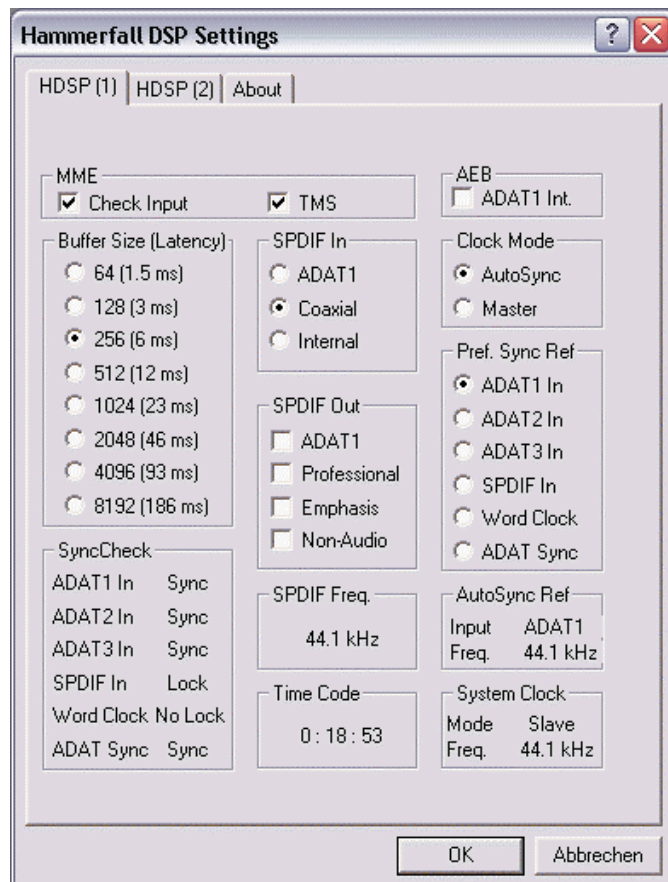 Hammerfall DSP Settings
HDSP (1) HDSP (2) About
MME
Check Input TMS
AEB
ADAT1 Int.
Buffer Size (Latency)
64 (1.5 ms)
128 (3 ms)
256 (6 ms)
512 (12 ms)
1024 (23 ms)
2048 (46 ms)
4096 (93 ms)
8192 (186 ms)
SPDIF In
ADAT1
Coaxial
Internal
Clock Mode
AutoSync
Master
Pref. Sync Ref
ADAT1 In
ADAT2 In
ADAT3 In
SPDIF In
Word Clock
ADAT Sync
SPDIF Out
ADAT1
Professional
Emphasis
Non-Audio
SyncCheck
ADAT1 In Sync
ADAT2 In Sync
ADAT3 In Sync
SPDIF In Lock
Word Clock No Lock
ADAT Sync Sync
SPDIF Freq.
44.1 kHz
AutoSync Ref
Input ADAT1
Freq. 44.1 kHz
Time Code
0 : 18 : 53
System Clock
Mode Slave
Freq. 44.1 kHz
OK Abbrechen